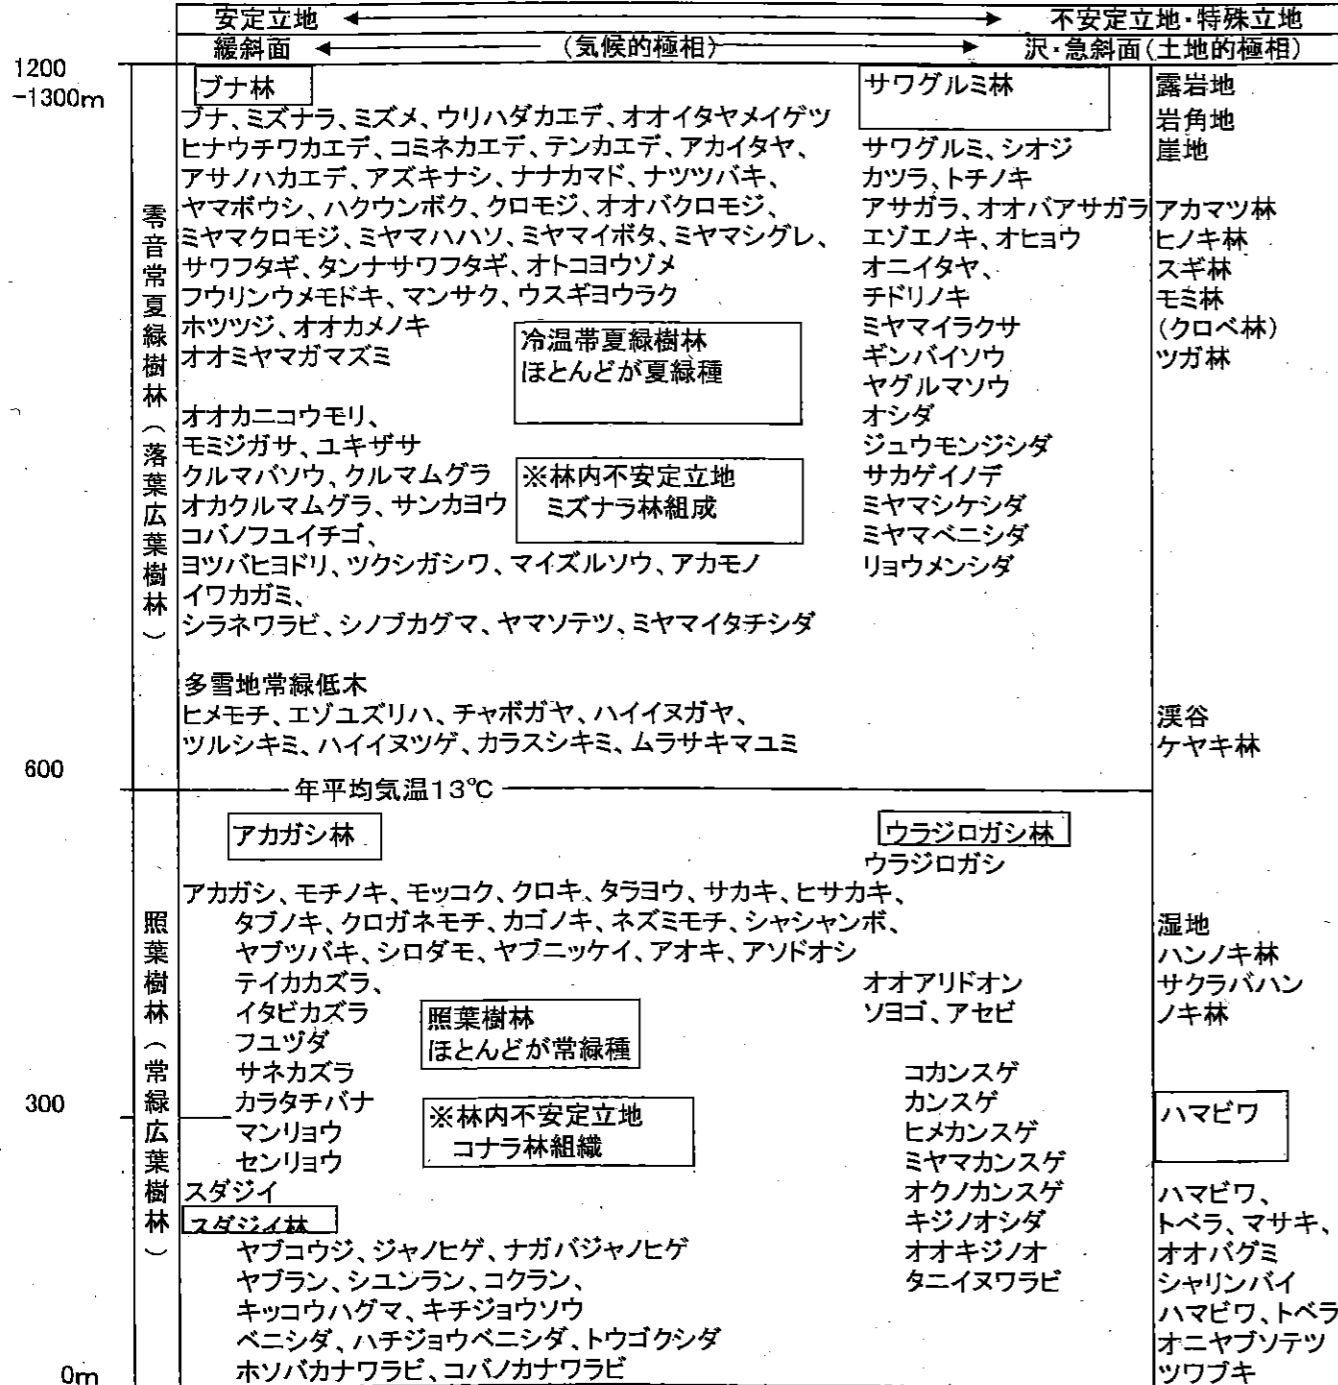 安定立地 不安定立地・特殊立地
緩斜面 (気候的極相) 沢・急斜面(土地的極相)
1200
-1300m
零音常夏緑樹林(落葉広葉樹林)
ブナ林
ブナ、ミズナラ、ミズメ、ウリハダカエデ、オオイタヤメイゲツ
ヒナウチワカエデ、コミネカエデ、テンカエデ、アカイタヤ、
アサノハカエデ、アズキナシ、ナナカマド、ナツツバキ、
ヤマボウシ、ハクウンボク、クロモジ、オオバクロモジ、
ミヤマクロモジ、ミヤマハハソ、ミヤマイボタ、ミヤマシグレ、
サワフタギ、タンナサワフタギ、オトコヨウゾメ
フウリンウメモドキ、マンサク、ウスギヨウラク
ホツツジ、オオカメノキ
オオミヤマガマズミ
冷温帯夏緑樹林
ほとんどが夏緑種
オオカニコウモリ、
モミジガサ、ユキザサ
クルマバソウ、クルマムグラ
オカクルマムグラ、サンカヨウ
コバノフユイチゴ、
※林内不安定立地
ミズナラ林組成
ヨツバヒヨドリ、ツクシガシワ、マイズルソウ、アカモノ
イワカガミ、
シラネワラビ、シノブカグマ、ヤマソテツ、ミヤマイタチシダ
多雪地常緑低木
ヒメモチ、エゾユズリハ、チャボガヤ、ハイイヌガヤ、
ツルシキミ、ハイイヌツゲ、カラスシキミ、ムラサキマユミ
サワグルミ林
サワグルミ、シオジ
カツラ、トチノキ
アサガラ、オオバアサガラ
エゾエノキ、オヒョウ
オニイタヤ、
チドリノキ
ミヤマイラクサ
ギンバイソウ
ヤグルマソウ
オシダ
ジュウモンジシダ
サカゲイノデ
ミヤマシケシダ
ミヤマベニシダ
リョウメンシダ
露岩地
岩角地
崖地
アカマツ林
ヒノキ林
スギ林
モミ林
(クロベ林)
ツガ林
渓谷
ケヤキ林
600
年平均気温13℃
照葉樹林(常緑広葉樹林)
アカガシ林
アカガシ、モチノキ、モッコク、クロキ、タラヨウ、サカキ、ヒサカキ、
タブノキ、クロガネモチ、カゴノキ、ネズミモチ、シャシャンボ、
ヤブツバキ、シロダモ、ヤブニッケイ、アオキ、アソドオシ
テイカカズラ、
イタビカズラ
フユヅダ
サネカズラ
カラタチバナ
マンリョウ
センリョウ
照葉樹林
ほとんどが常緑種
※林内不安定立地
コナラ林組織
300
スダジイ
スダジイ林
ヤブコウジ、ジャノヒゲ、ナガバジャノヒゲ
ヤブラン、シユンラン、コクラン、
キッコウハグマ、キチジョウソウ
ベニシダ、ハチジョウベニシダ、トウゴクシダ
ホソバカナワラビ、コバノカナワラビ
0m
ウラジロガシ林
ウラジロガシ
オオアリドオン
ソヨゴ、アセビ
コカンスゲ
カンスゲ
ヒメカンスゲ
ミヤマカンスゲ
オクノカンスゲ
キジノオシダ
オオキジノオ
タニイヌワラビ
湿地
ハンノキ林
サクラバハン
ノキ林
ハマビワ
ハマビワ、
トベラ、マサキ、
オオバグミ
シャリンバイ
ハマビワ、トベラ
オニヤブソテツ
ツワブキ